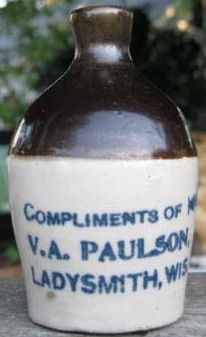 COMPLIMENTS OF
V.A. PAULSON,
LADYSMITH, WIS